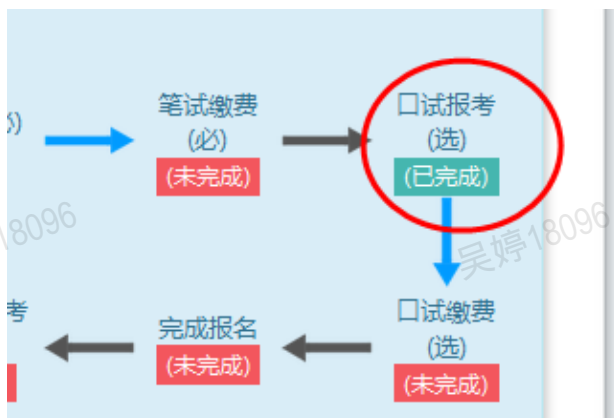 笔试缴费
(必)
(未完成)
口试报考
(选)
(已完成)
18096
吴婷18096
考
完成报名
(未完成)
口试缴费
(选)
(未完成)